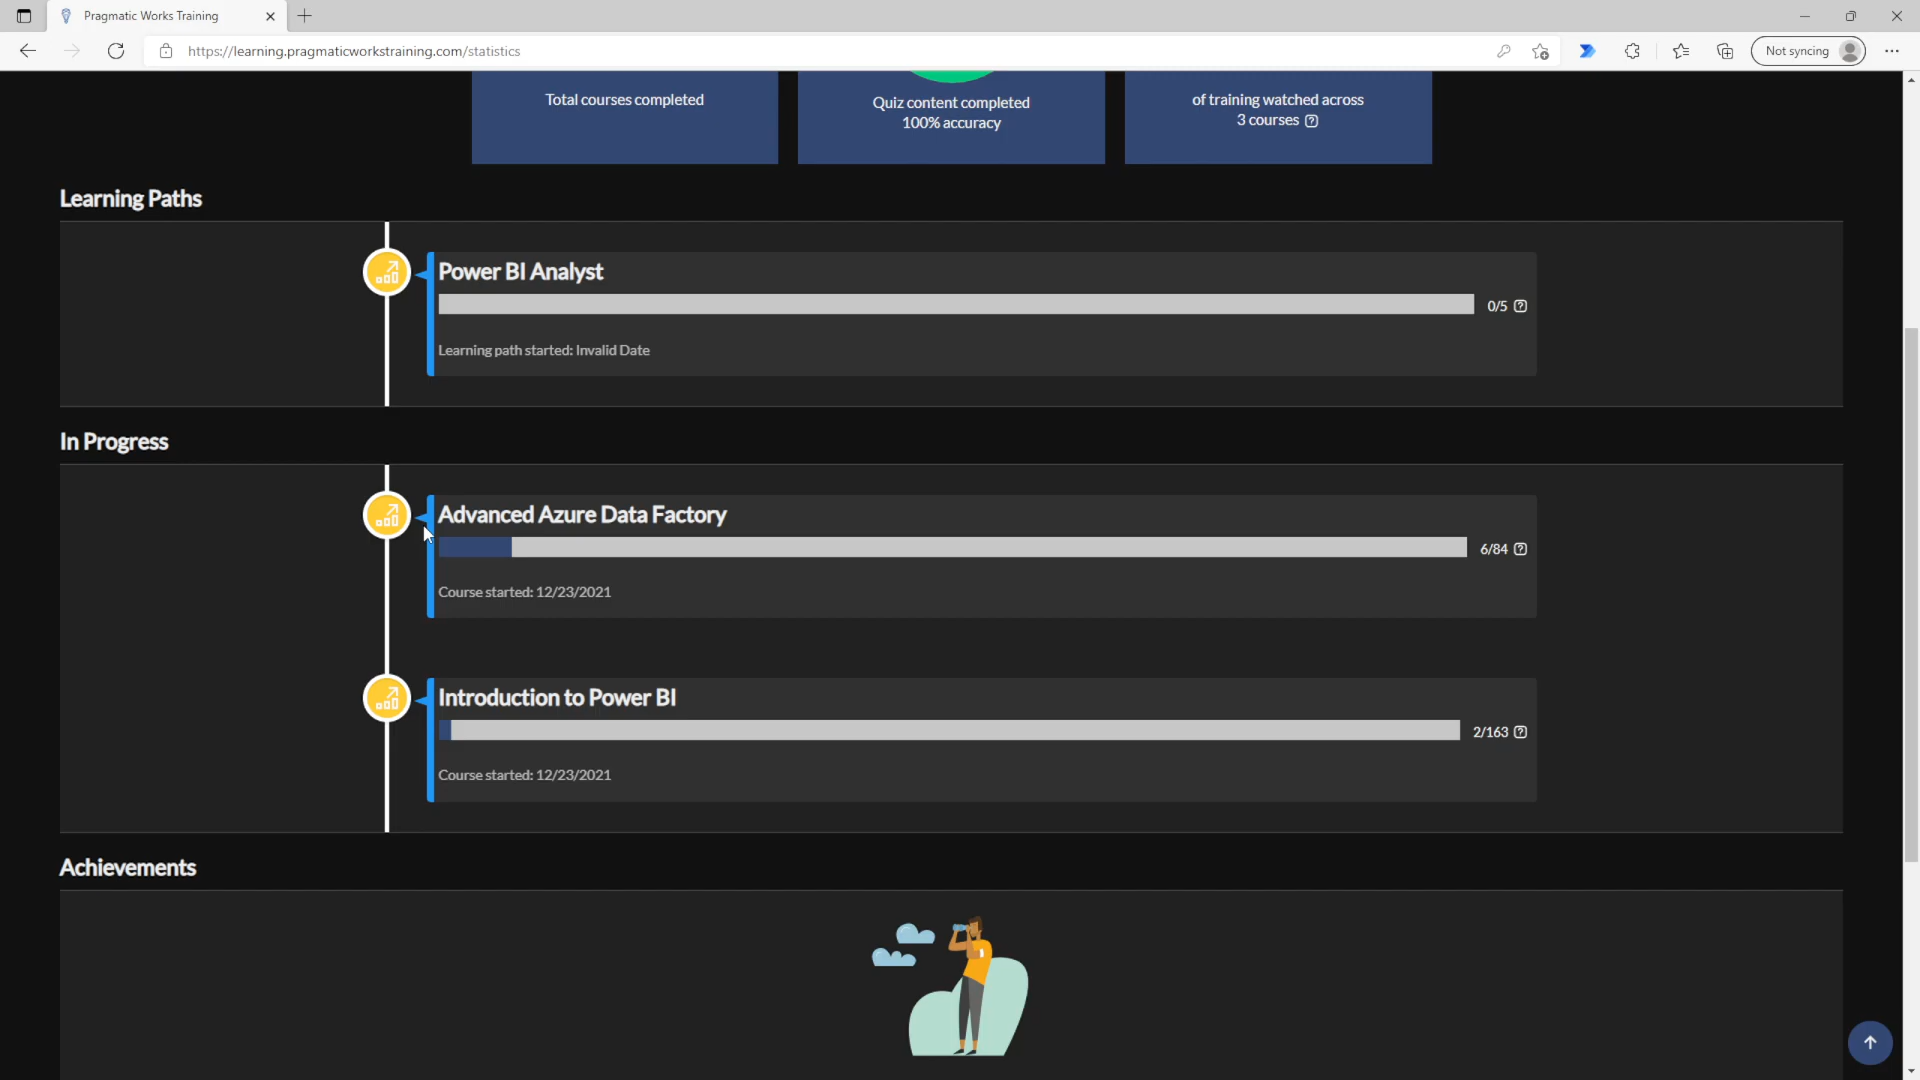 Pragmatic Works Training
https://learning.pragmaticworkstraining.com/statistics
Not syncing
Total courses completed
Quiz content completed
100% accuracy
of training watched across
3 courses
Learning Paths
Power BI Analyst
0/5
Learning path started: Invalid Date
In Progress
Advanced Azure Data Factory
6/84
Course started: 12/23/2021
Introduction to Power BI
2/163
Course started: 12/23/2021
Achievements